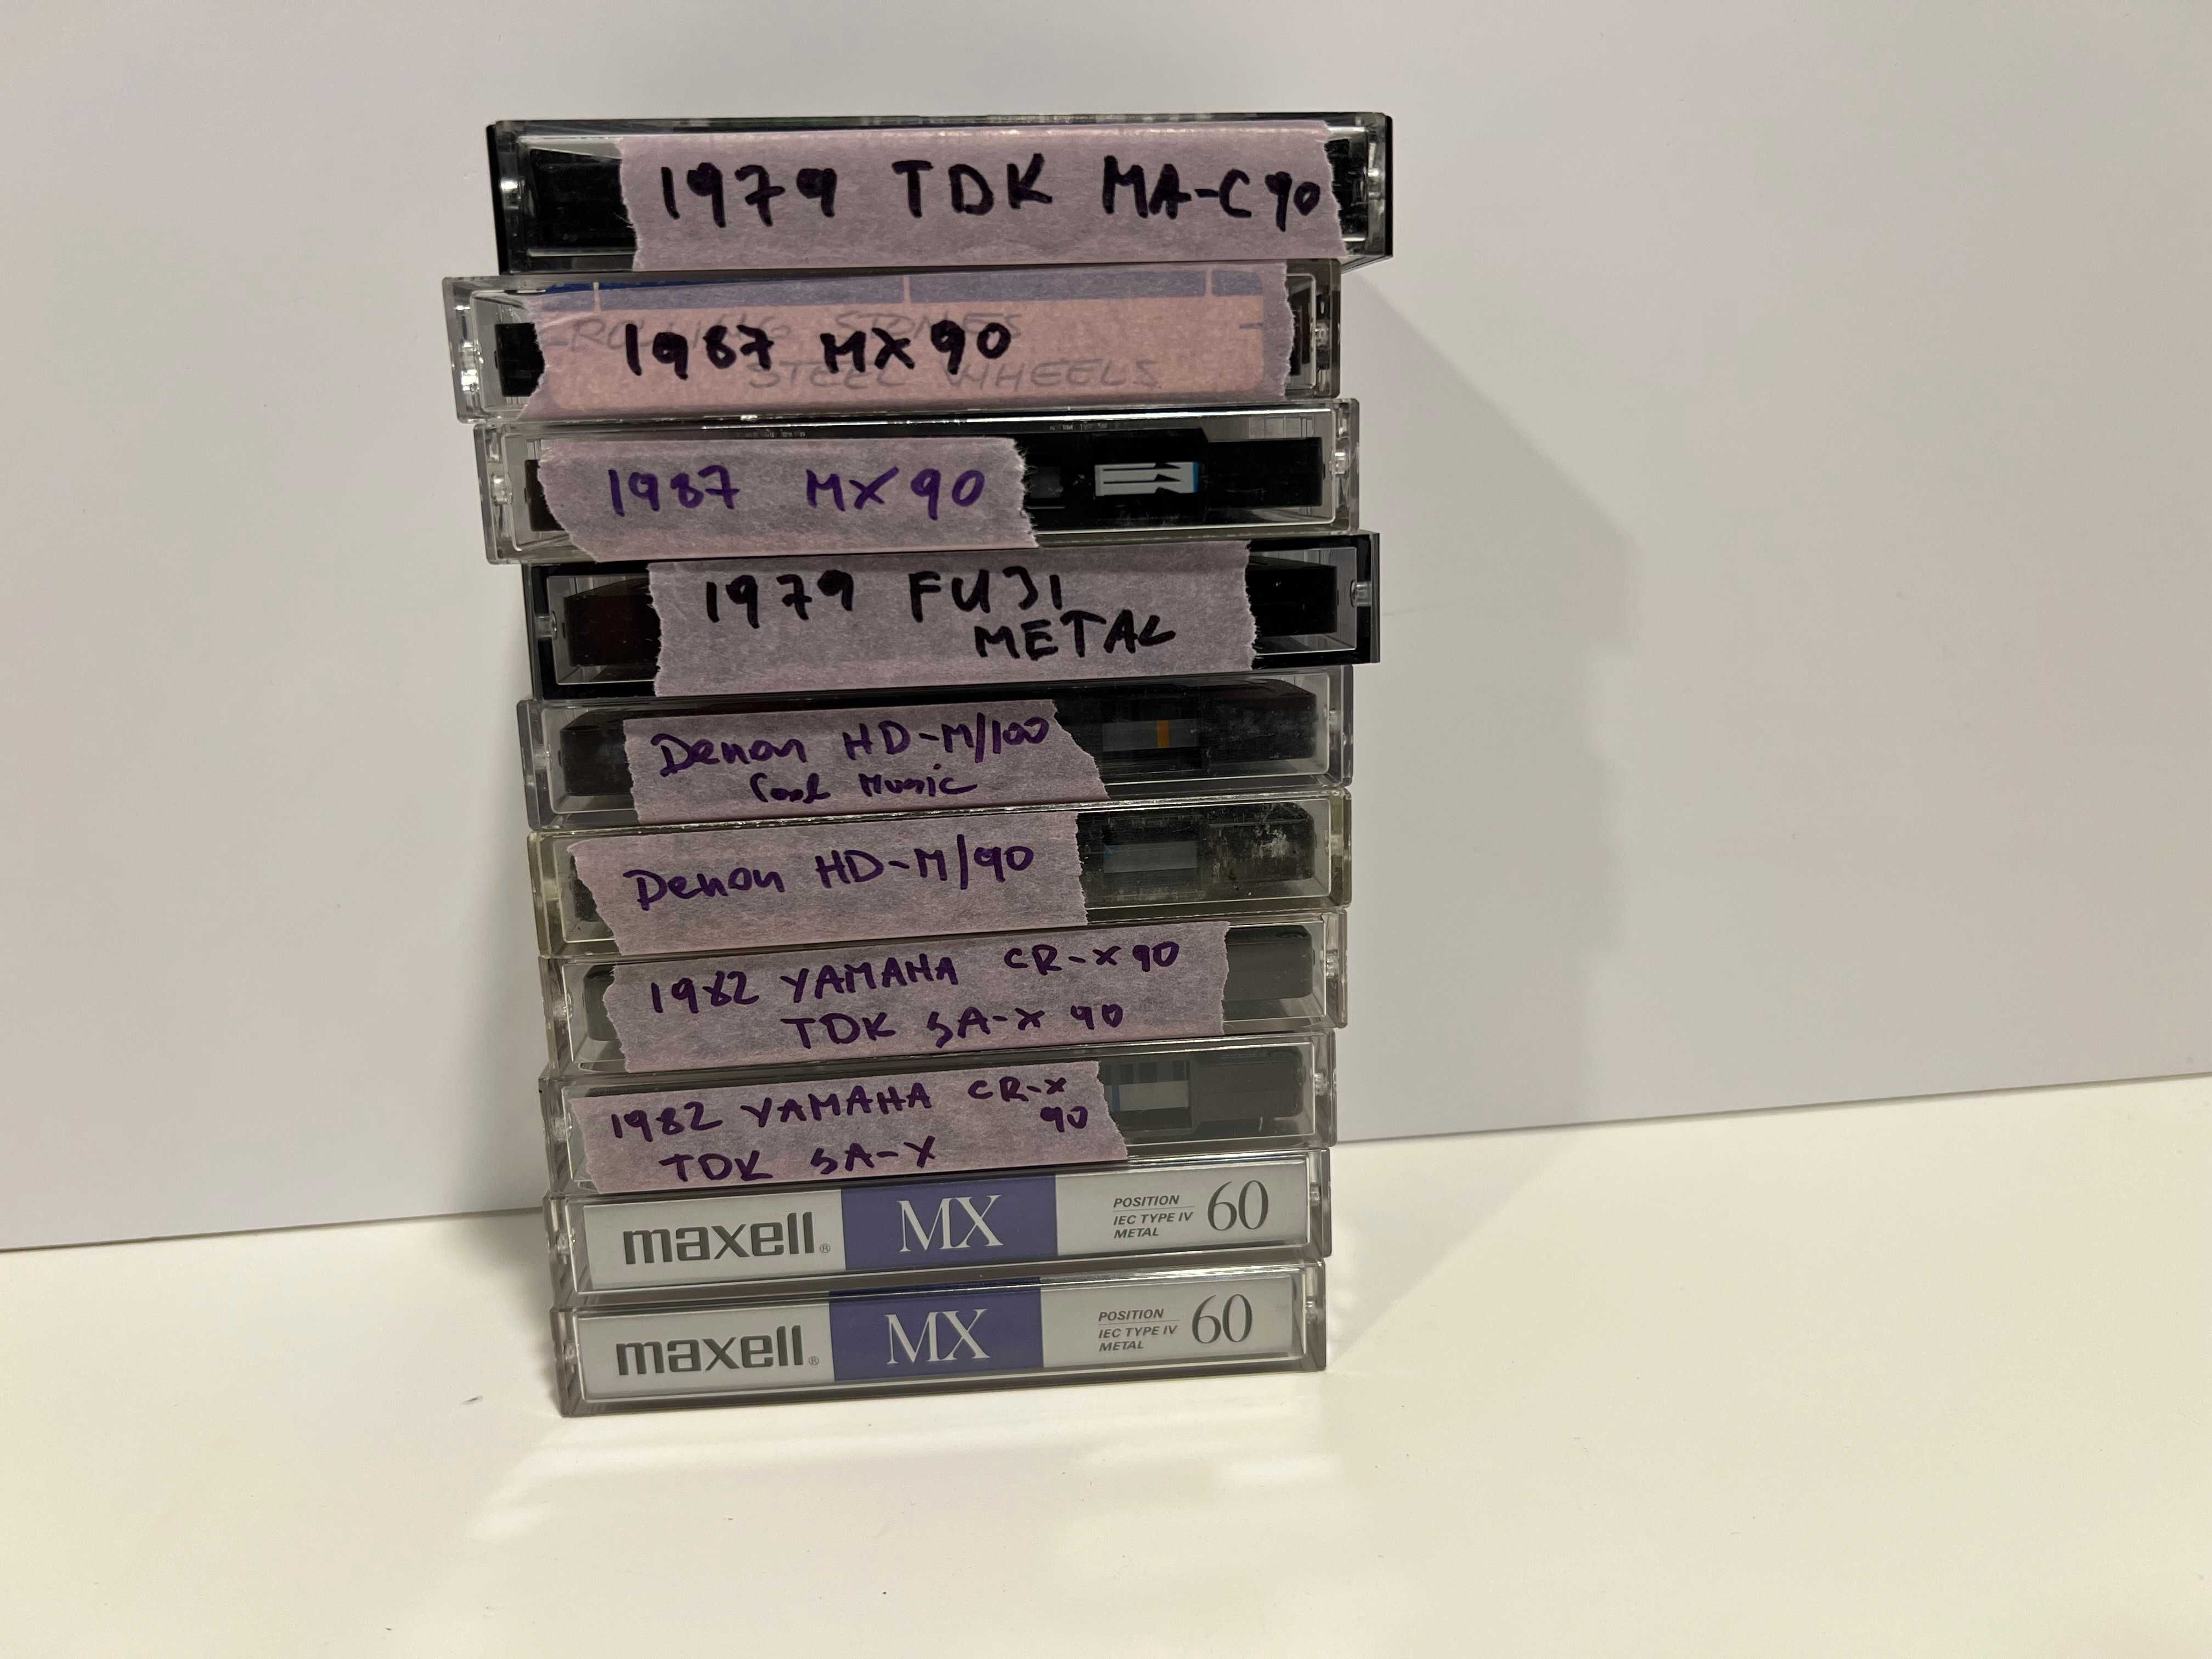 1979 TDK MA-C90
ROLLING STONES
1987 MX90
STEEL WHEELS
1987 MX90
1979 FUJI
METAL
Denon HD-M/100
Cool Music
Denon HD-M/90
1982 YAMAHA CR-X90
TDK SA-X 90
1982 YAMAHA CR-X
90
TDK SA-X
maxell® MX POSITION IEC TYPE IV METAL 60
maxell® MX POSITION IEC TYPE IV METAL 60